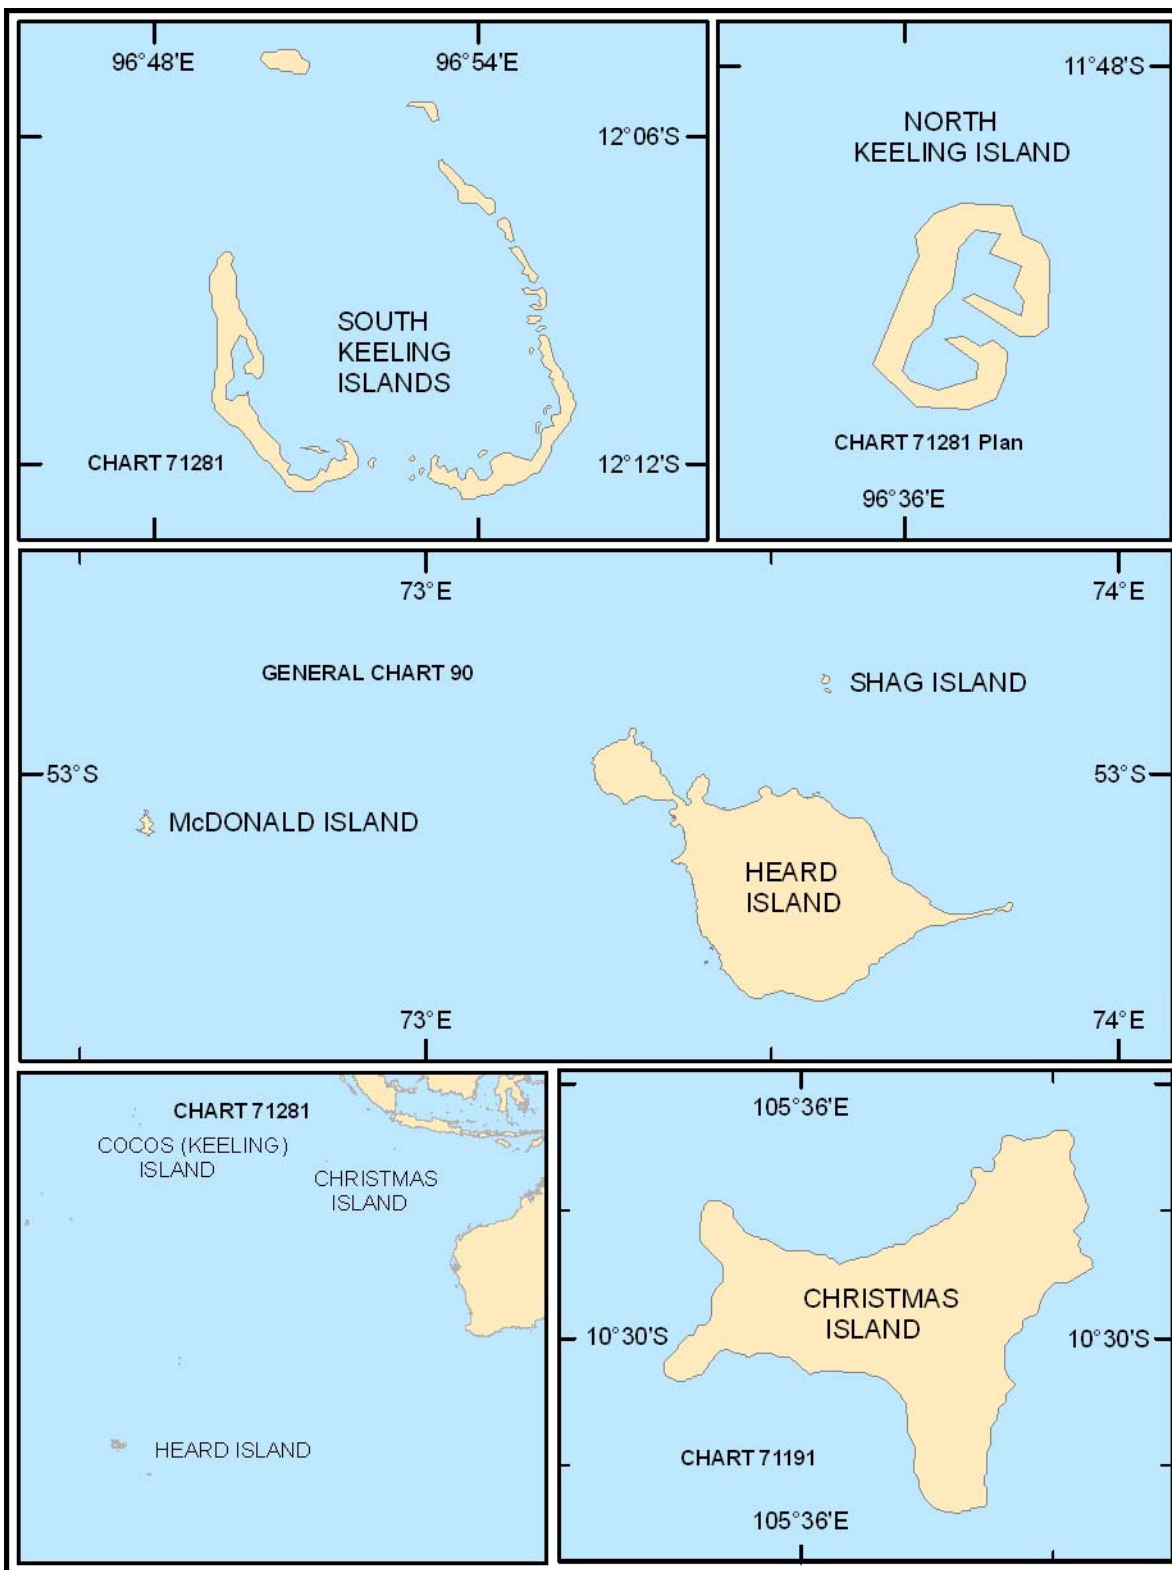 96°48'E
96°54'E
12°06'S
SOUTH
KEELING
ISLANDS
CHART 71281
12°12'S
11°48'S
NORTH
KEELING ISLAND
CHART 71281 Plan
96°36'E
73°E
74°E
GENERAL CHART 90
SHAG ISLAND
53°S
53°S
McDONALD ISLAND
HEARD
ISLAND
73°E
74°E
CHART 71281
COCOS (KEELING)
ISLAND
CHRISTMAS
ISLAND
HEARD ISLAND
105°36'E
CHRISTMAS
ISLAND
10°30'S
10°30'S
CHART 71191
105°36'E